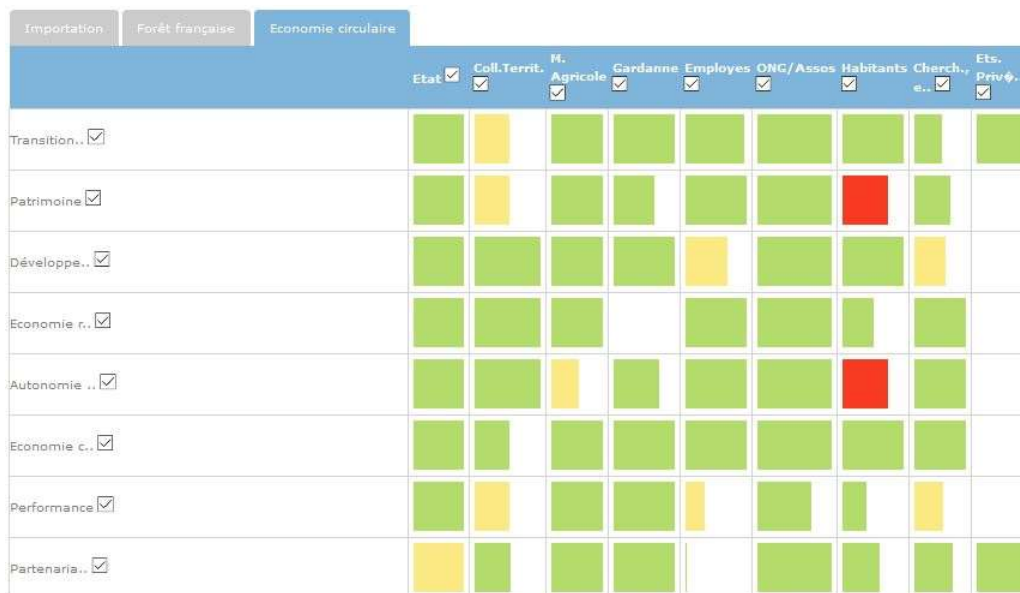 Importation Forêt française Economie circulaire
Etat Coll.Territ. M. Agricole Gardanne Employes ONG/Assos Habitants Cherch., e.. Ets. Priv�.
Transition..
Patrimoine
Développe..
Economie r..
Autonomie ..
Economie c..
Performance
Partenaria..